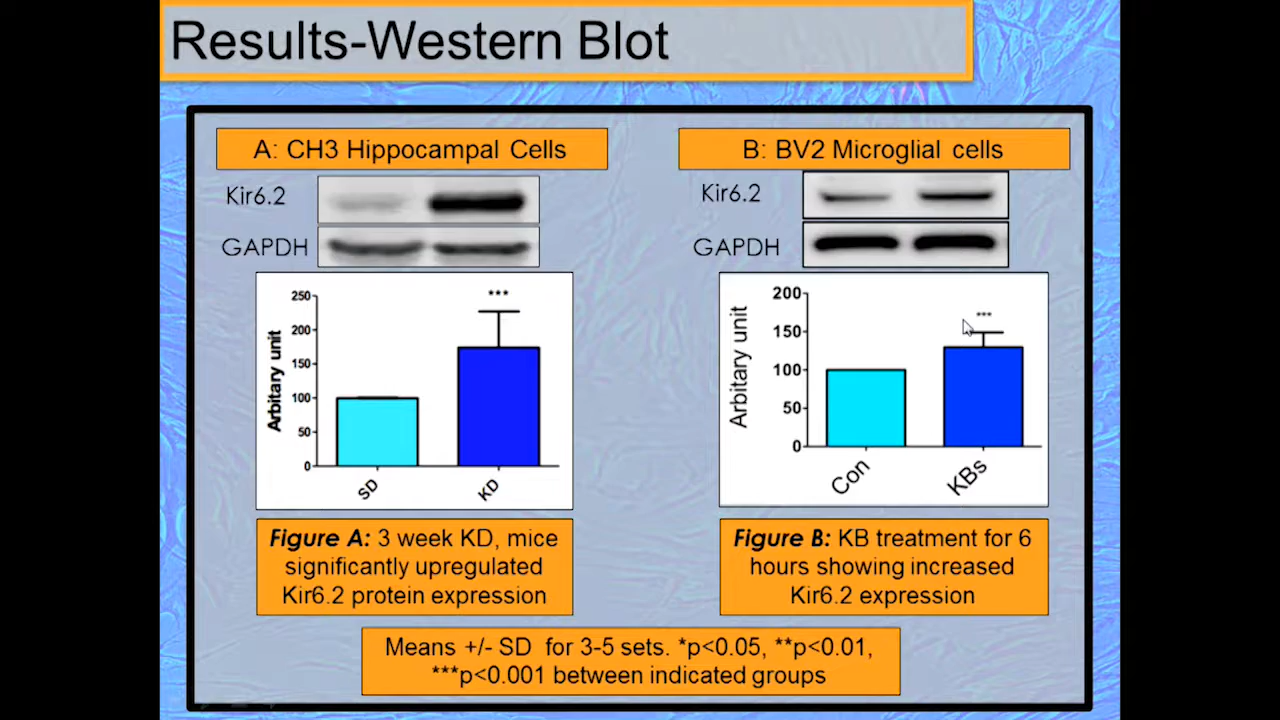 Results-Western Blot
A: CH3 Hippocampal Cells
Kir6.2
GAPDH
250
200
150
100
50
0
Arbitary unit
***
SD
KD
Figure A: 3 week KD, mice
significantly upregulated
Kir6.2 protein expression
B: BV2 Microglial cells
Kir6.2
GAPDH
200
150
100
50
0
Arbitary unit
***
Con
KBs
Figure B: KB treatment for 6
hours showing increased
Kir6.2 expression
Means +/- SD for 3-5 sets. *p<0.05, **p<0.01,
***p<0.001 between indicated groups